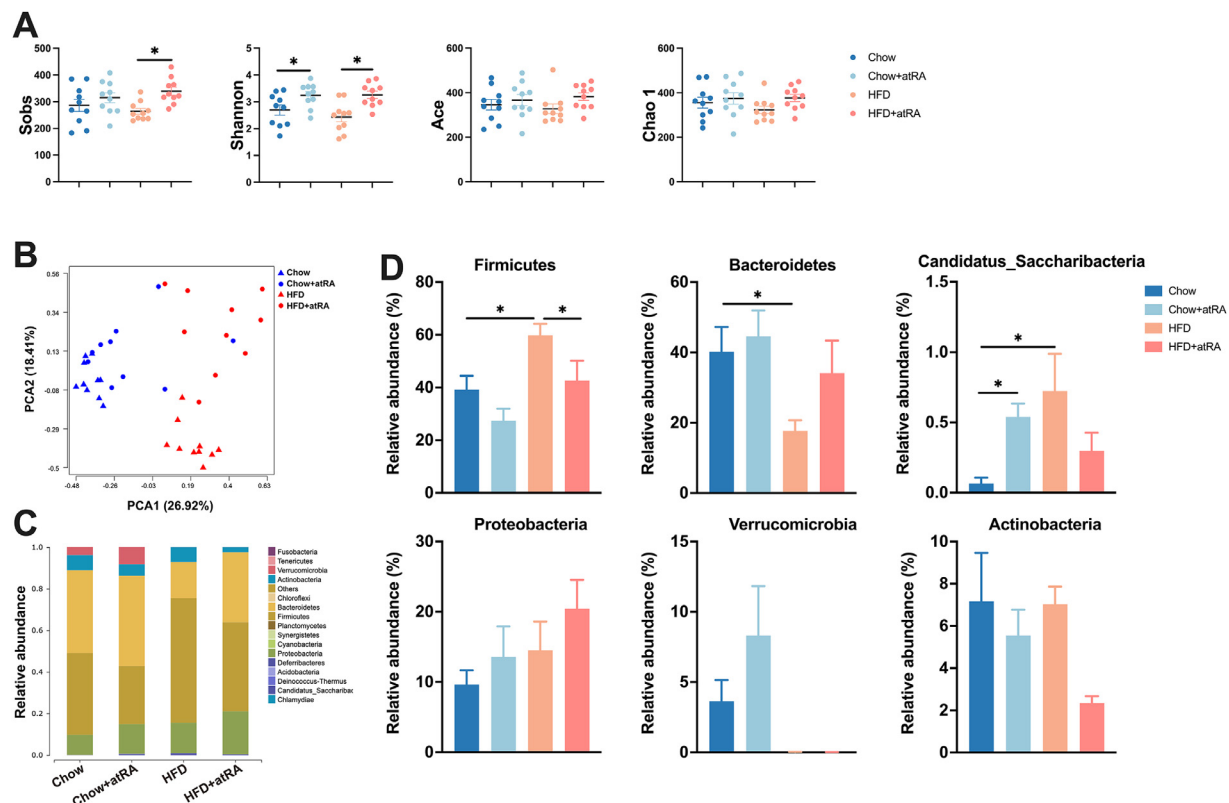 A
*
500
400
300
200
100
0
Sobs
* *
5
4
3
2
1
0
Shannon
600
400
200
0
Ace
600
400
200
0
Chao 1
Chow
Chow+atRA
HFD
HFD+atRA
B
0.56
0.34
0.13
-0.08
-0.29
-0.5
PCA2 (18.41%)
-0.48 -0.26 -0.03 0.19 0.4 0.63
PCA1 (26.92%)
Chow
Chow+atRA
HFD
HFD+atRA
C
1.0
0.8
0.6
0.4
0.2
0.0
Relative abundance
Chow Chow+atRA HFD HFD+atRA
Fusobacteria
Tenericutes
Verrucomicrobia
Actinobacteria
Others
Chloroflexi
Bacteroidetes
Firmicutes
Planctomycetes
Synergistetes
Cyanobacteria
Proteobacteria
Deferribacteres
Acidobacteria
Deinococcus-Thermus
Candidatus_Saccharibac
Chlamydiae
D
Firmicutes
80
60
40
20
0
Relative abundance (%)
* *
Bacteroidetes
60
40
20
0
Relative abundance (%)
*
Candidatus_Saccharibacteria
1.5
1.0
0.5
0.0
Relative abundance (%)
*
*
Chow
Chow+atRA
HFD
HFD+atRA
Proteobacteria
30
20
10
0
Relative abundance (%)
Verrucomicrobia
15
10
5
0
Relative abundance (%)
Actinobacteria
10
8
6
4
2
0
Relative abundance (%)